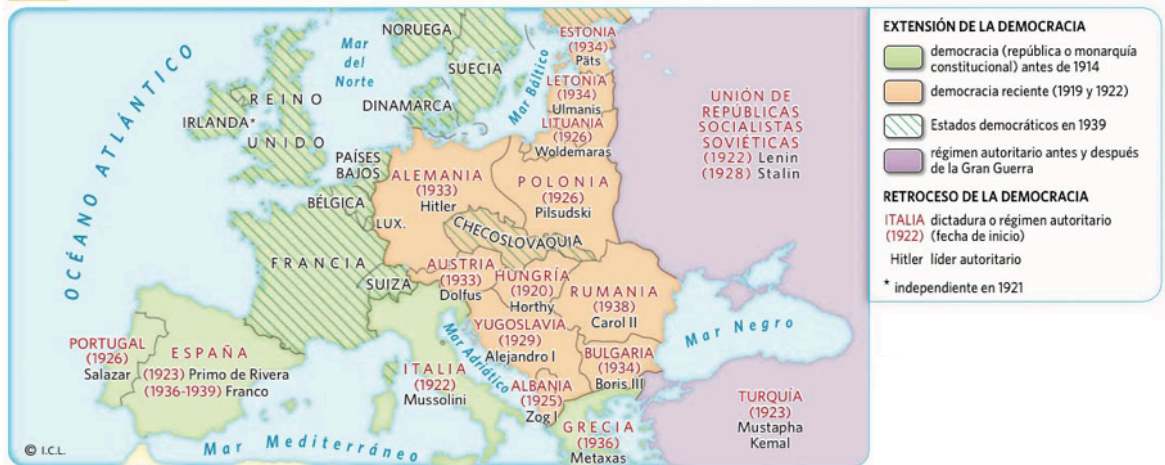 NORUEGA
Mar
del
Norte
SUECIA
Mar Báltico
ESTONIA
(1934)
Päts
LETONIA
(1934)
Ulmanis
LITUANIA
(1926)
Woldemaras
DINAMARCA
OCÉANO ATLÁNTICO
REINO
UNIDO
IRLANDA*
PAÍSES
BAJOS
BÉLGICA
LUX.
ALEMANIA
(1933)
Hitler
POLONIA
(1926)
Pilsudski
UNIÓN DE
REPÚBLICAS
SOCIALISTAS
SOVIÉTICAS
(1922) Lenin
(1928) Stalin
CHECOSLOVAQUIA
FRANCIA
SUIZA
AUSTRIA
(1933)
Dolfus
HUNGRÍA
(1920)
Horthy
RUMANIA
(1938)
Carol II
YUGOSLAVIA
(1929)
Alejandro I
BULGARIA
(1934)
Boris III
Mar Negro
PORTUGAL
(1926)
Salazar
ESPAÑA
(1923) Primo de Rivera
(1936-1939) Franco
ITALIA
(1922)
Mussolini
Mar Adriático
ALBANIA
(1925)
Zog I
GRECIA
(1936)
Metaxas
TURQUÍA
(1923)
Mustapha
Kemal
Mar Mediterráneo
© I.C.L.
EXTENSIÓN DE LA DEMOCRACIA
democracia (república o monarquía
constitucional) antes de 1914
democracia reciente (1919 y 1922)
Estados democráticos en 1939
régimen autoritario antes y después
de la Gran Guerra
RETROCESO DE LA DEMOCRACIA
ITALIA dictadura o régimen autoritario
(1922) (fecha de inicio)
Hitler líder autoritario
* independiente en 1921